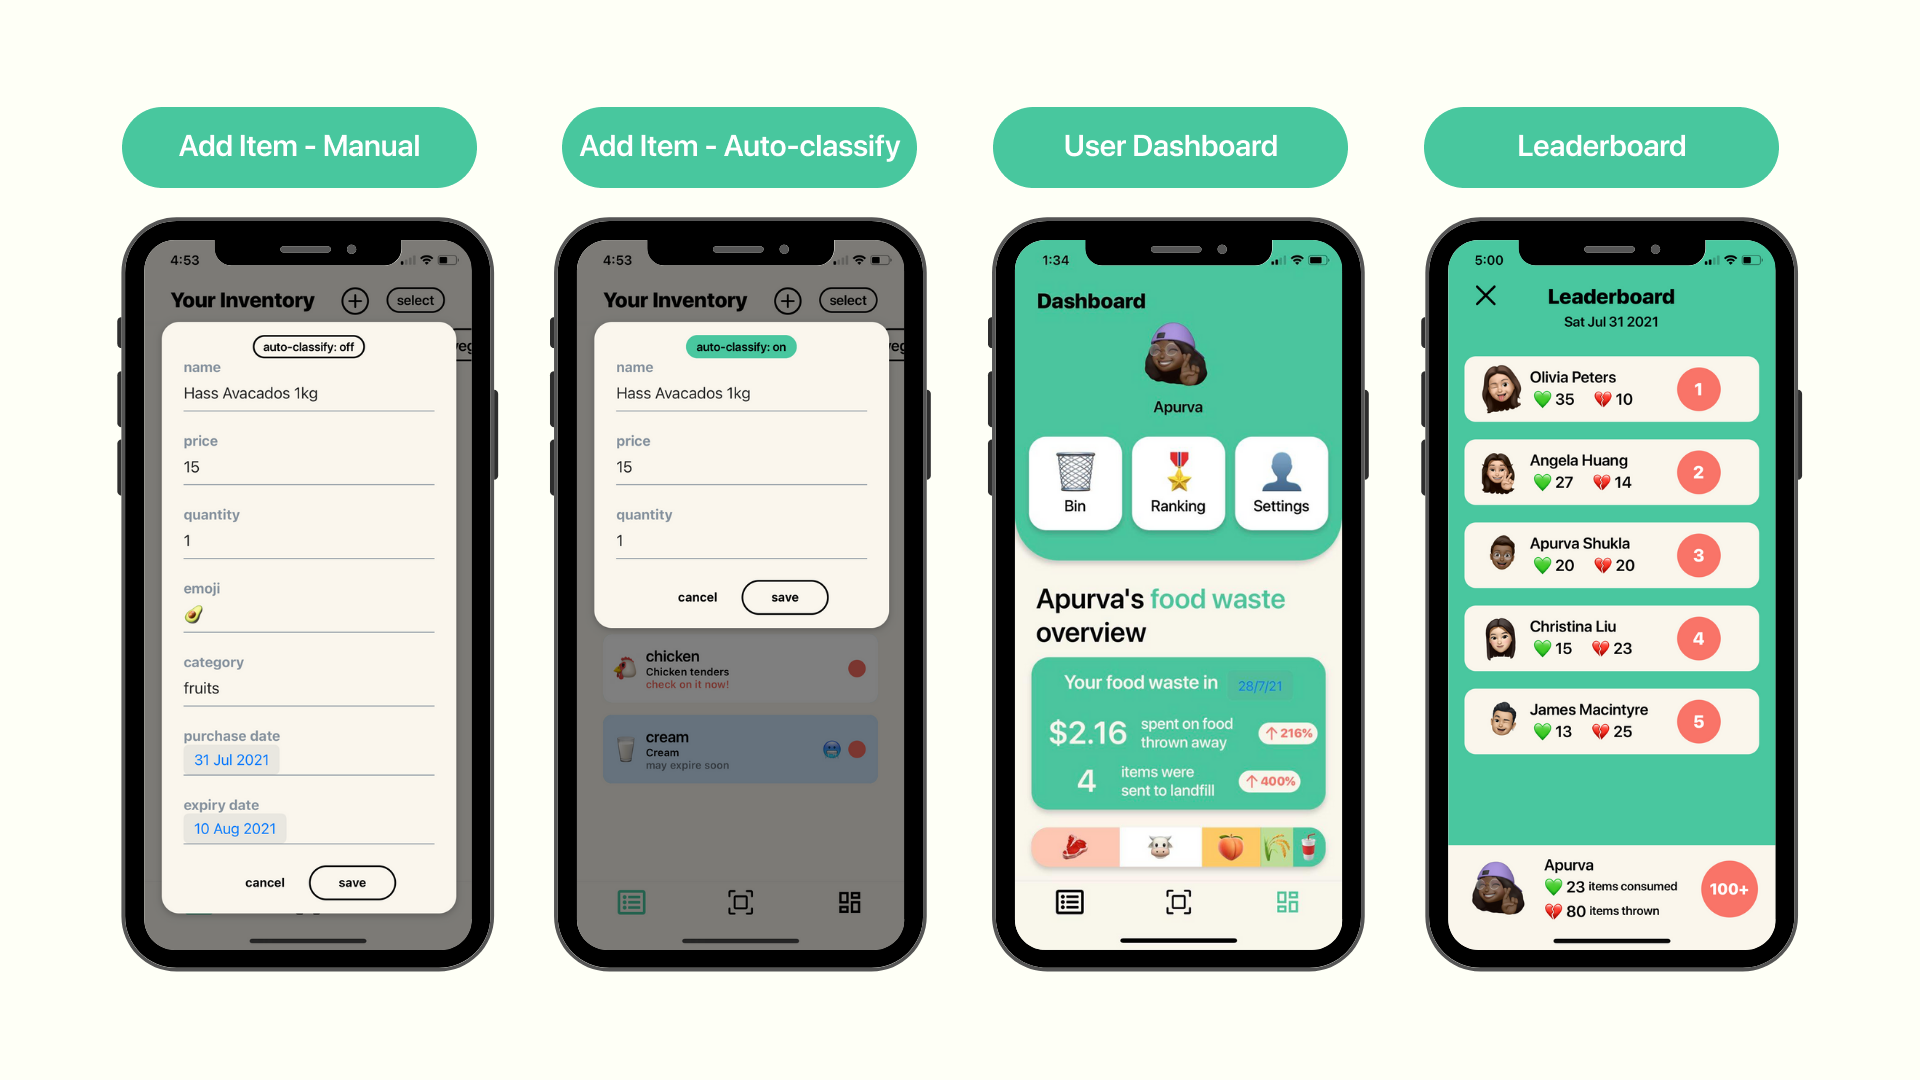 Add Item - Manual
4:53
Your Inventory
select
auto-classify: off
name
Hass Avacados 1kg
price
15
quantity
1
emoji
category
fruits
purchase date
31 Jul 2021
expiry date
10 Aug 2021
cancel
save
Add Item - Auto-classify
4:53
Your Inventory
select
auto-classify: on
name
Hass Avacados 1kg
price
15
quantity
1
cancel
save
chicken
Chicken tenders
check on it now!
cream
Cream
may expire soon
User Dashboard
1:34
Dashboard
Apurva
Bin
Ranking
Settings
Apurva's food waste
overview
Your food waste in 28/7/21
$2.16
spent on food
thrown away
↑ 216%
4
items were
sent to landfill
↑ 400%
Leaderboard
5:00
Leaderboard
Sat Jul 31 2021
Olivia Peters
35 10
1
Angela Huang
27 14
2
Apurva Shukla
20 20
3
Christina Liu
15 23
4
James Macintyre
13 25
5
Apurva
23 items consumed
80 items thrown
100+